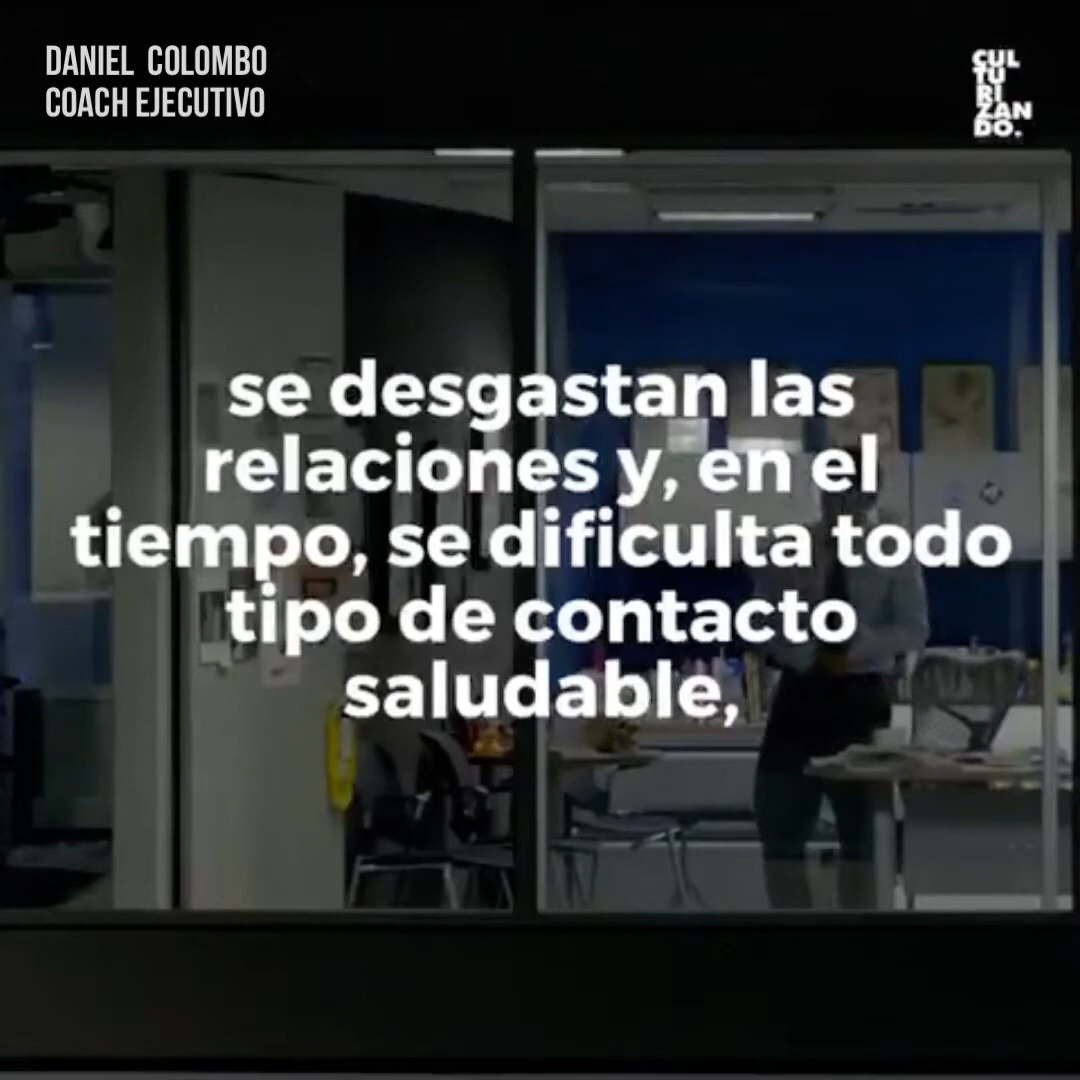 DANIEL COLOMBO
COACH EJECUTIVO
CUL
TU
RI
ZAN
DO.
se desgastan las
relaciones y, en el
tiempo, se dificulta todo
tipo de contacto
saludable,